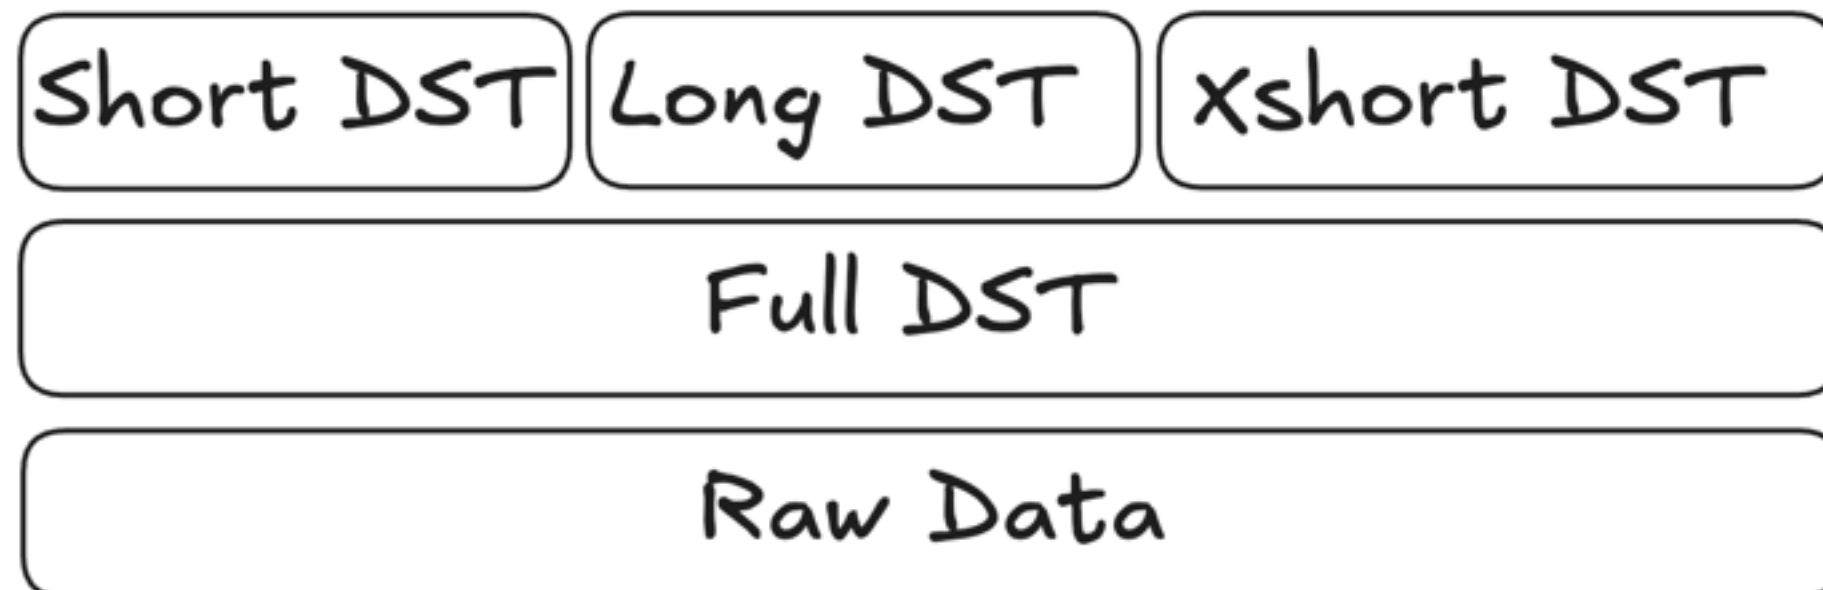 Short DST Long DST Xshort DST
Full DST
Raw Data